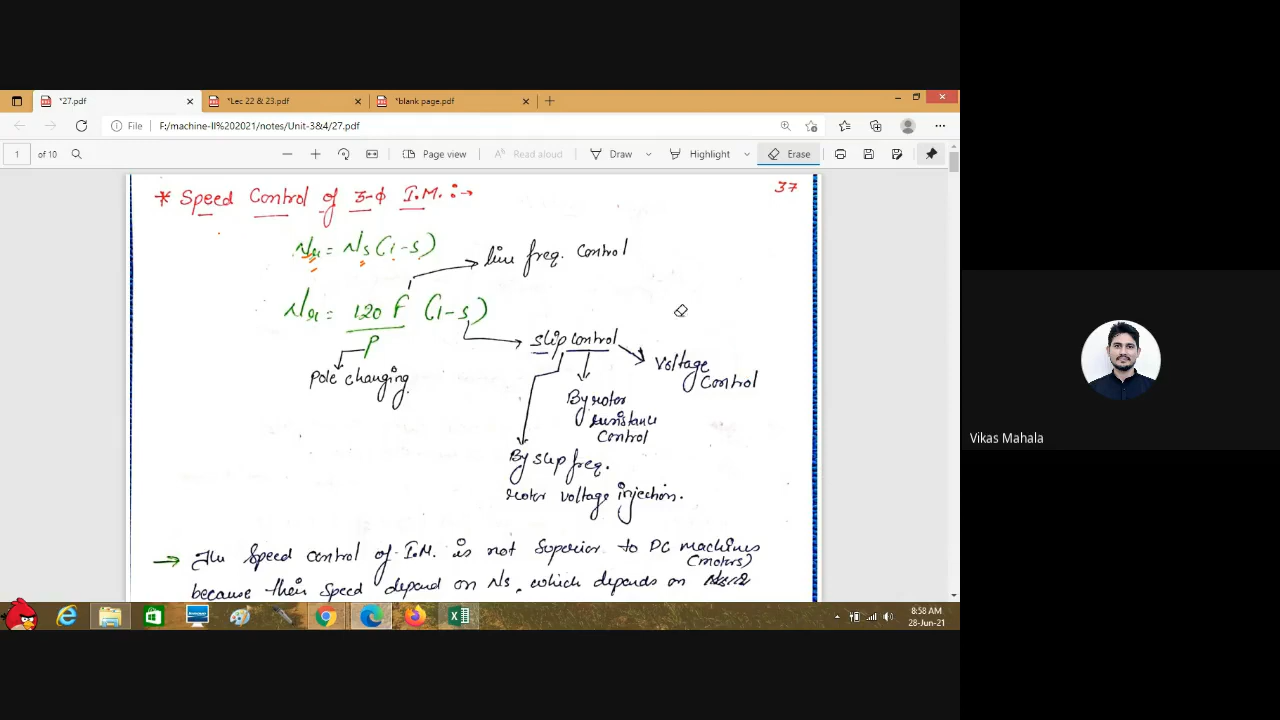 *27.pdf
*Lec 22 & 23.pdf
*blank page.pdf
File F:/machine-II%202021/notes/Unit-3&4/27.pdf
1 of 10 Page view Read aloud Draw Highlight Erase
* Speed Control of 3-ϕ I.M. :→
37
Nr = Ns (1-s)
line freq. Control
Nr = 120 f (1-s)
P
Slip control
Pole changing.
Voltage
Control
By rotor
resistance
Control
By slip freq.
rotor voltage injection.
→ The Speed control of I.M. is not Superior to DC machines
(motors)
because their Speed depend on Ns. which depends on
Vikas Mahala
8:58 AM
28-Jun-21